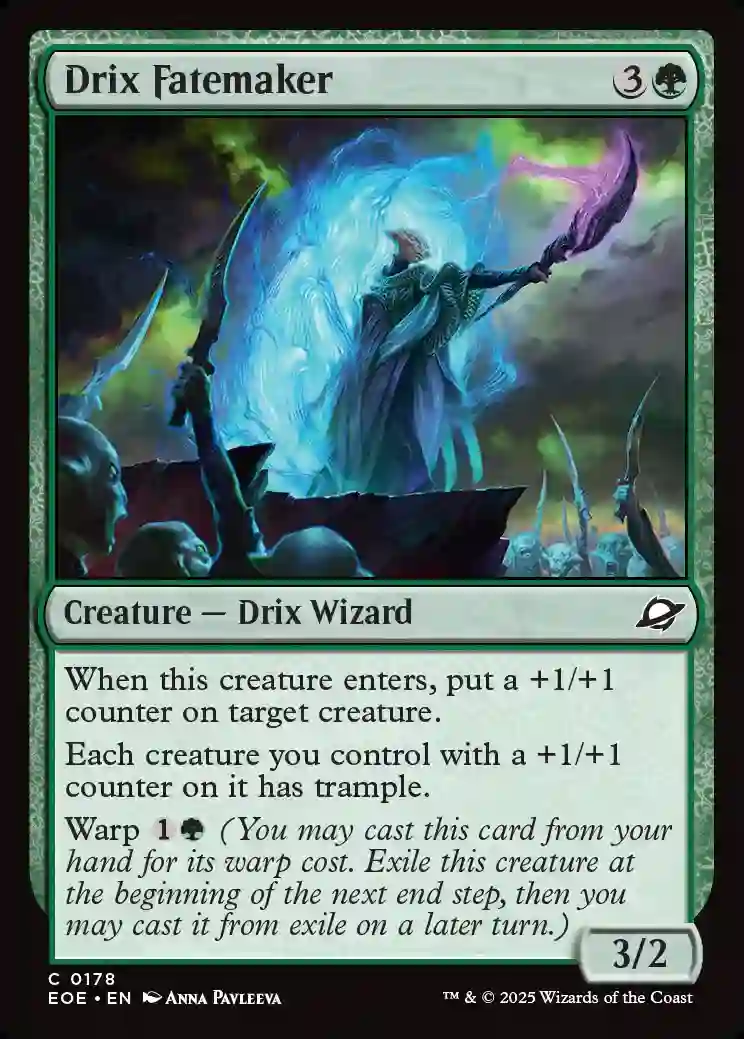 Drix Fatemaker 3
Creature — Drix Wizard
When this creature enters, put a +1/+1
counter on target creature.
Each creature you control with a +1/+1
counter on it has trample.
Warp 1 (You may cast this card from your
hand for its warp cost. Exile this creature at
the beginning of the next end step, then you
may cast it from exile on a later turn.)
3/2
C 0178
EOE • EN Anna Pavleeva
™ & © 2025 Wizards of the Coast